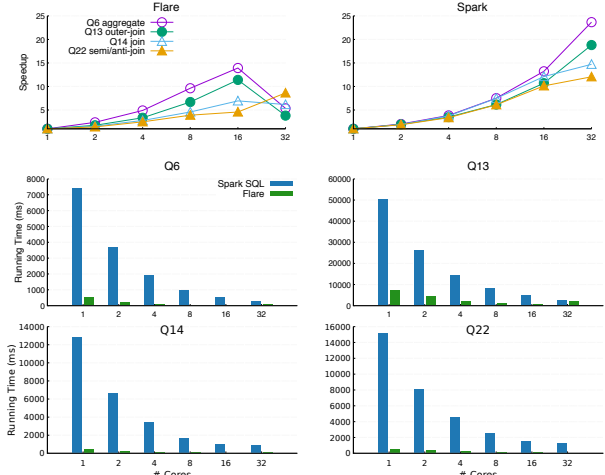 Flare
Spark
Q6 aggregate
Q13 outer-join
Q14 join
Q22 semi/anti-join
Speedup
25
20
15
10
5
1 2 4 8 16 32
25
20
15
10
5
1 2 4 8 16 32
Q6
Q13
Spark SQL
Flare
Running Time (ms)
8000
7000
6000
5000
4000
3000
2000
1000
0
1 2 4 8 16 32
60000
50000
40000
30000
20000
10000
0
1 2 4 8 16 32
Q14
Q22
Running Time (ms)
14000
12000
10000
8000
6000
4000
2000
0
1 2 4 8 16 32
# Cores
16000
14000
12000
10000
8000
6000
4000
2000
0
1 2 4 8 16 32
# Cores